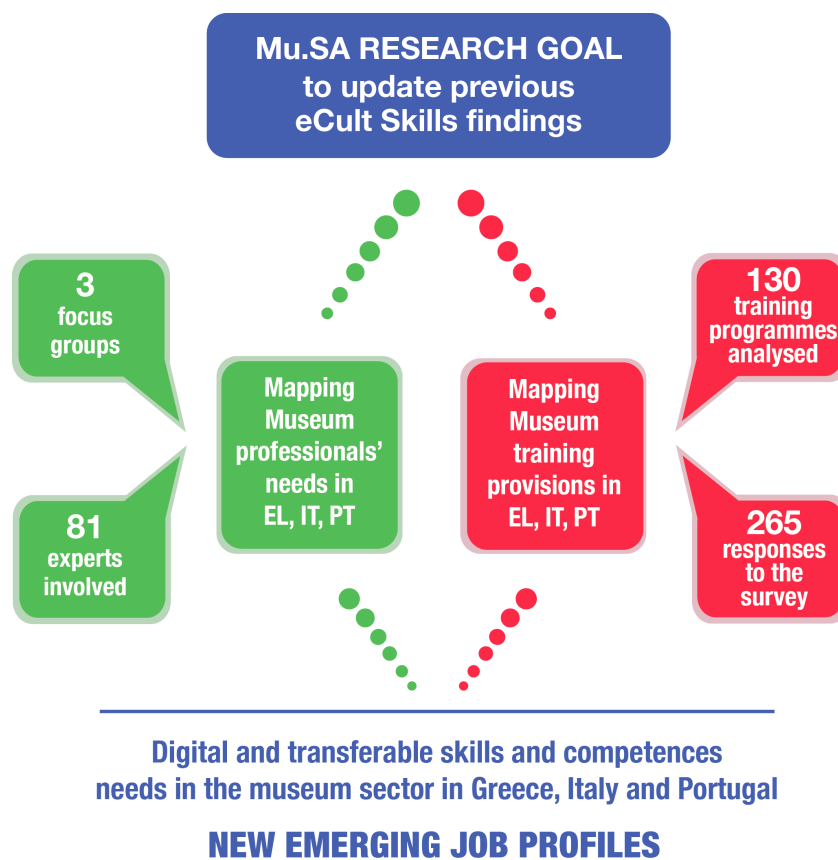 Mu.SA RESEARCH GOAL
to update previous
eCult Skills findings
3
focus
groups
81
experts
involved
Mapping
Museum
professionals'
needs in
EL, IT, PT
Mapping
Museum
training
provisions in
EL, IT, PT
130
training
programmes
analysed
265
responses
to the
survey
Digital and transferable skills and competences
needs in the museum sector in Greece, Italy and Portugal
NEW EMERGING JOB PROFILES